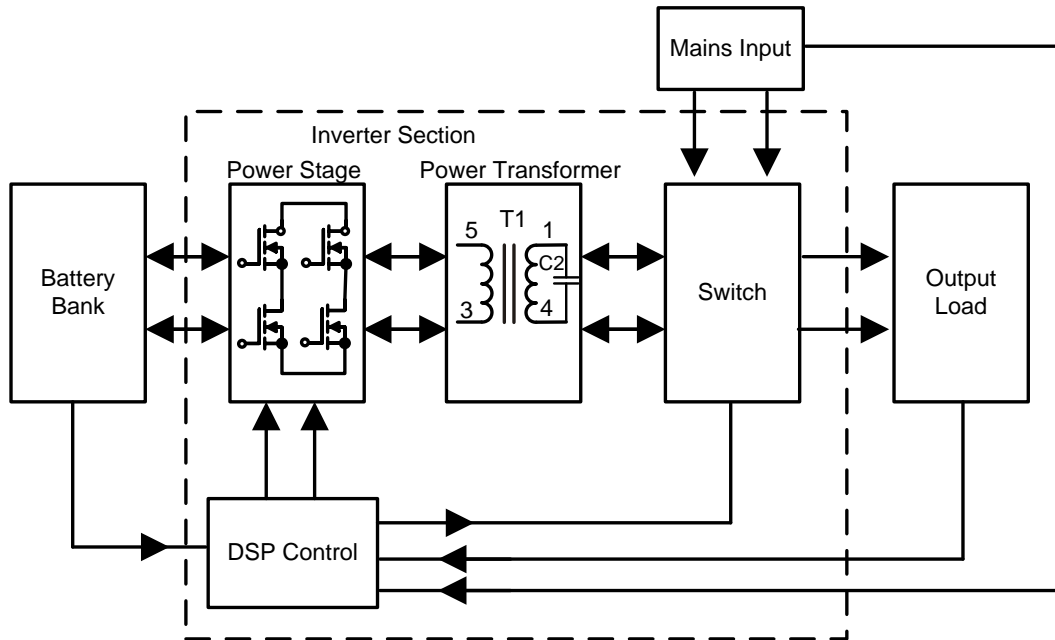 Mains Input
Inverter Section
Power Stage
Power Transformer
Battery
Bank
T1
5
1
C2
3
4
Switch
Output
Load
DSP Control